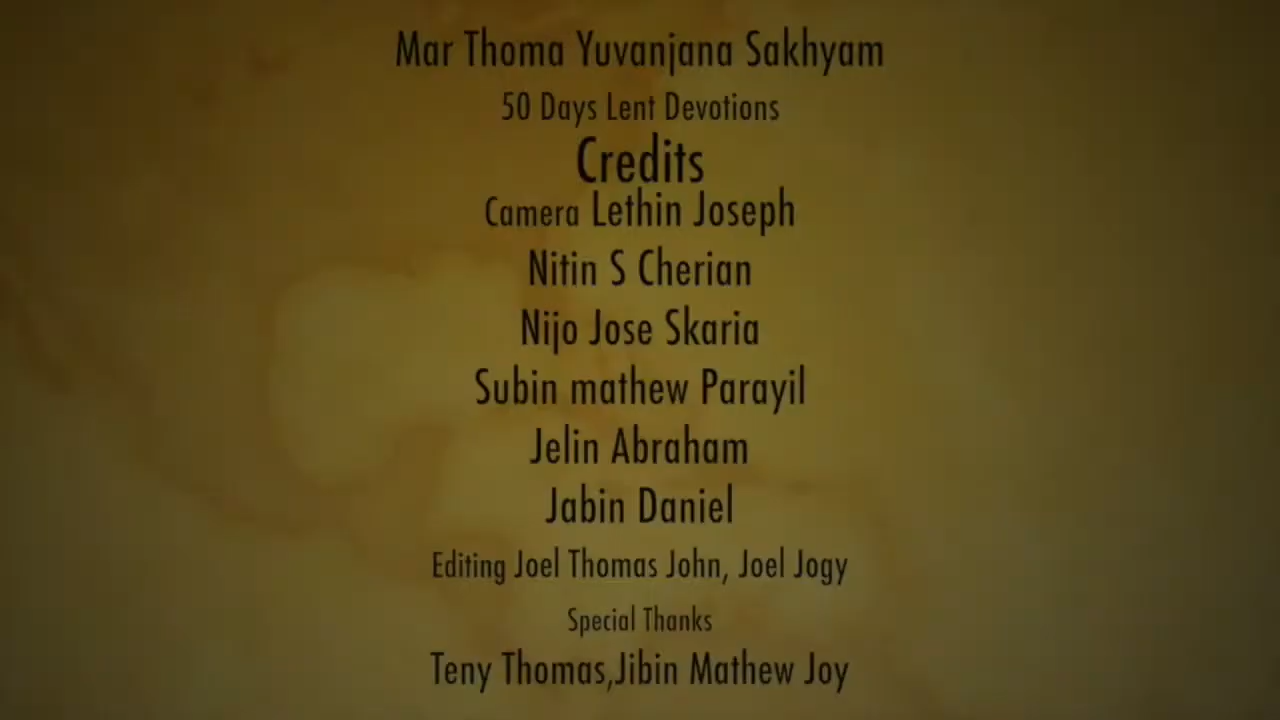 Mar Thoma Yuvanjana Sakhyam
50 Days Lent Devotions
Credits
Camera Lethin Joseph
Nitin S Cherian
Nijo Jose Skaria
Subin mathew Parayil
Jelin Abraham
Jabin Daniel
Editing Joel Thomas John, Joel Jogy
Special Thanks
Teny Thomas,Jibin Mathew Joy